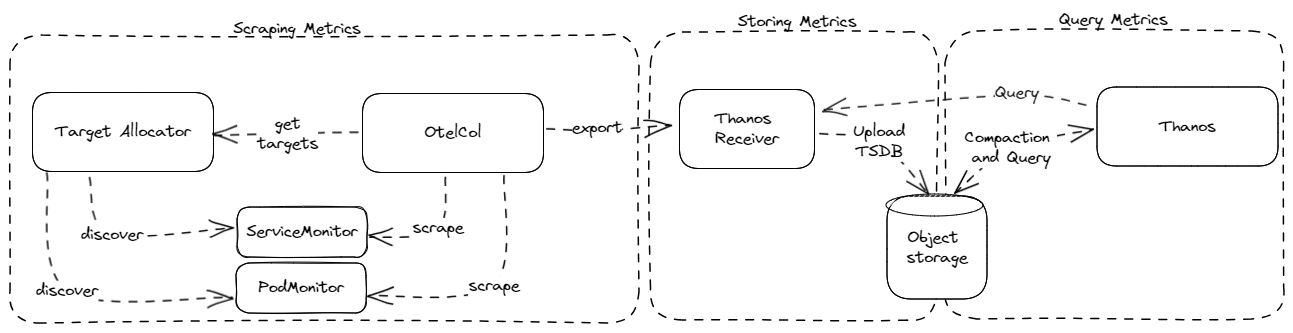 Scraping Metrics
Storing Metrics
Query Metrics
Target Allocator
get
targets
OtelCol
export
Thanos
Receiver
Upload
TSDB
Query
Compaction
and Query
Thanos
discover
ServiceMonitor
scrape
discover
PodMonitor
scrape
Object
storage